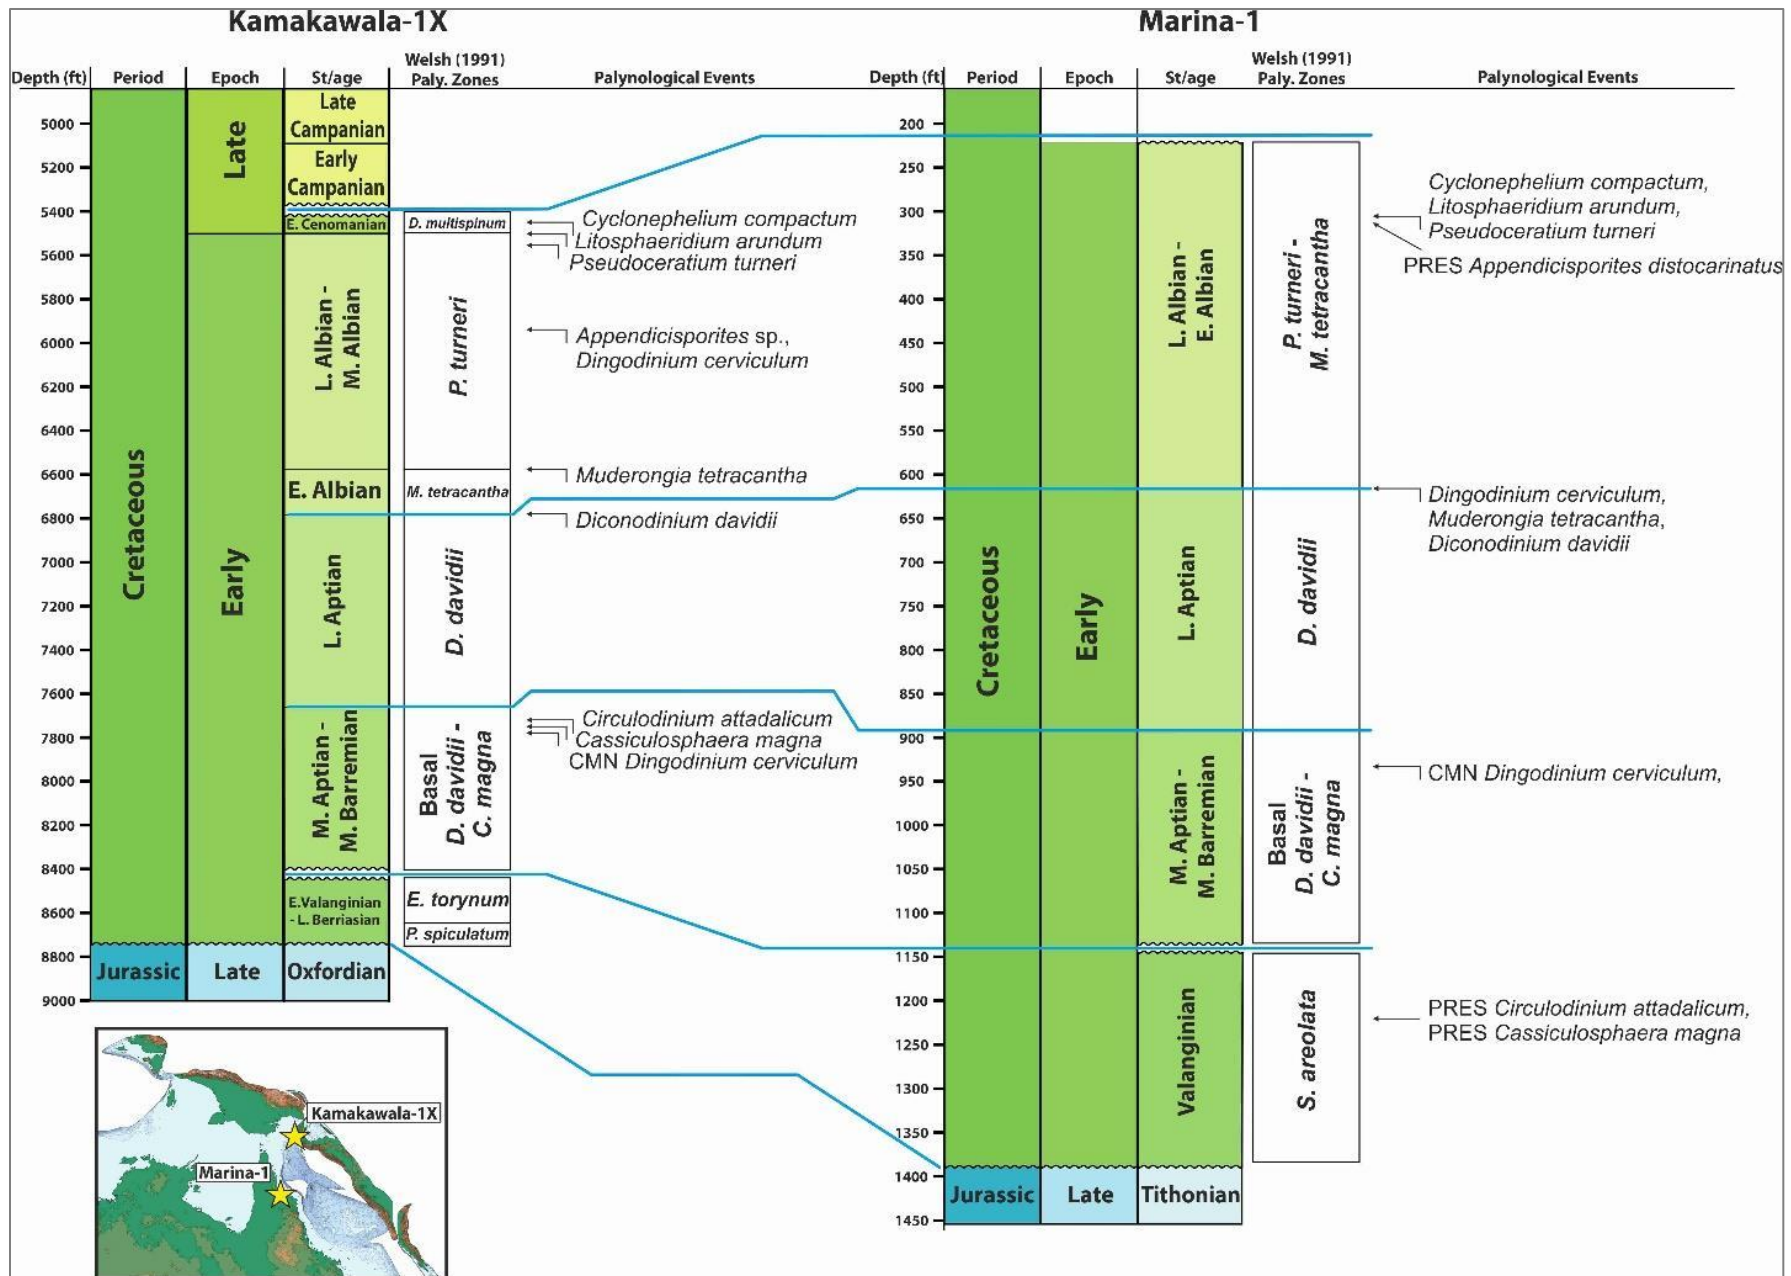 Kamakawala-1X
Depth (ft)
Period
Epoch
St/age
Welsh (1991)
Paly. Zones
Palynological Events
5000
5200
5400
5600
5800
6000
6200
6400
6600
6800
7000
7200
7400
7600
7800
8000
8200
8400
8600
8800
9000
Cretaceous
Jurassic
Late
Early
Late
Late
Campanian
Early
Campanian
E. Cenomanian
L. Albian -
M. Albian
E. Albian
L. Aptian
M. Aptian -
M. Barremian
E.Valanginian
- L. Berriasian
Oxfordian
D. multispinum
P. turneri
M. tetracantha
D. davidii
Basal
D. davidii -
C. magna
E. torynum
P. spiculatum
Cyclonephelium compactum
Litosphaeridium arundum
Pseudoceratium turneri
Appendicisporites sp.,
Dingodinium cerviculum
Muderongia tetracantha
Diconodinium davidii
Circulodinium attadalicum
Cassiculosphaera magna
CMN Dingodinium cerviculum
Marina-1
Depth (ft)
Period
Epoch
St/age
Welsh (1991)
Paly. Zones
Palynological Events
200
250
300
350
400
450
500
550
600
650
700
750
800
850
900
950
1000
1050
1100
1150
1200
1250
1300
1350
1400
1450
Cretaceous
Jurassic
Early
Late
L. Albian -
E. Albian
L. Aptian
M. Aptian -
M. Barremian
Valanginian
Tithonian
P. turneri -
M. tetracantha
D. davidii
Basal
D. davidii -
C. magna
S. areolata
Cyclonephelium compactum,
Litosphaeridium arundum,
Pseudoceratium turneri
PRES Appendicisporites distocarinatus
Dingodinium cerviculum,
Muderongia tetracantha,
Diconodinium davidii
CMN Dingodinium cerviculum,
PRES Circulodinium attadalicum,
PRES Cassiculosphaera magna
Kamakawala-1X
Marina-1